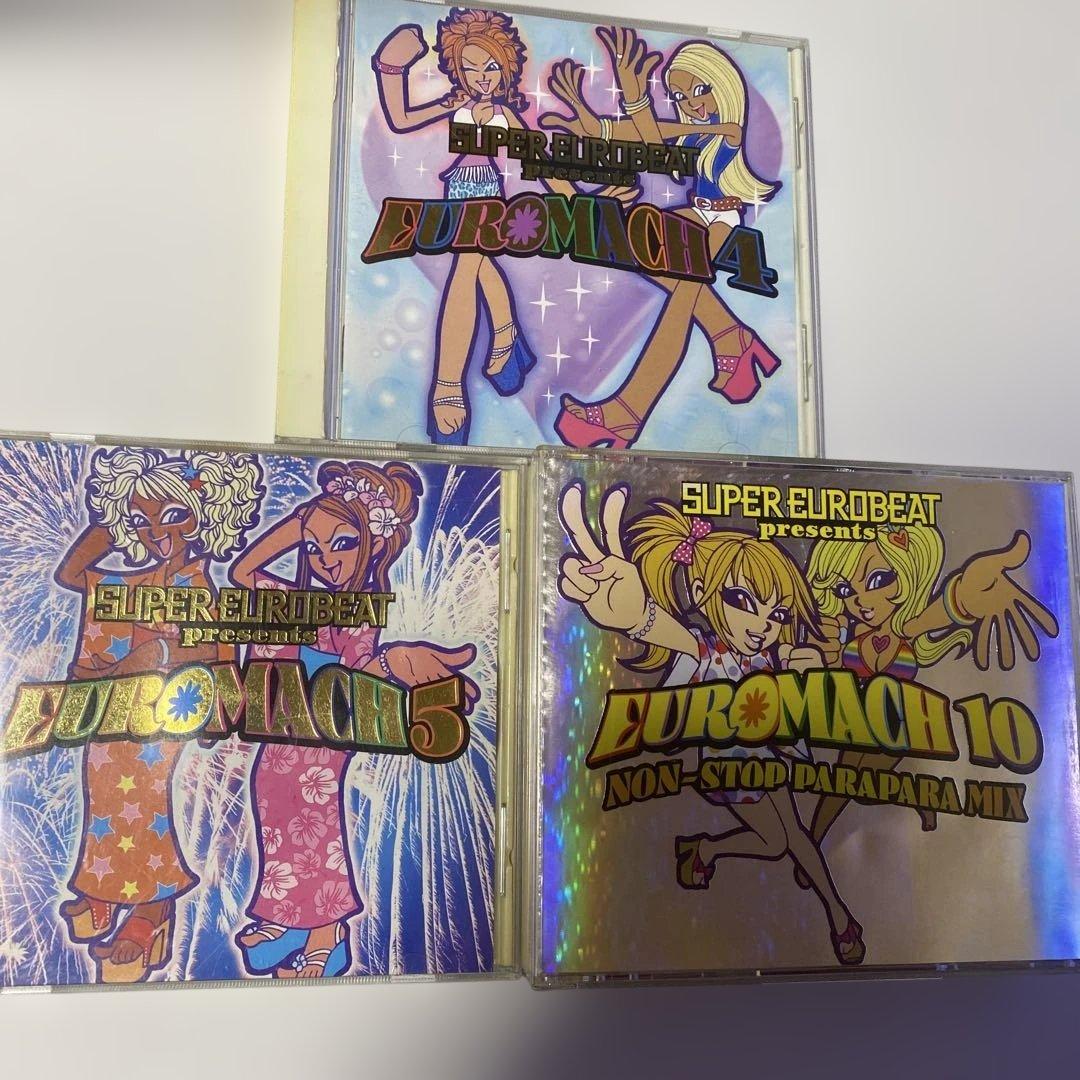 SUPER EUROBEAT
presents
EUROMACH 4
SUPER EUROBEAT
presents
EUROMACH 5
SUPER EUROBEAT
presents
EUROMACH 10
NON-STOP PARAPARA MIX